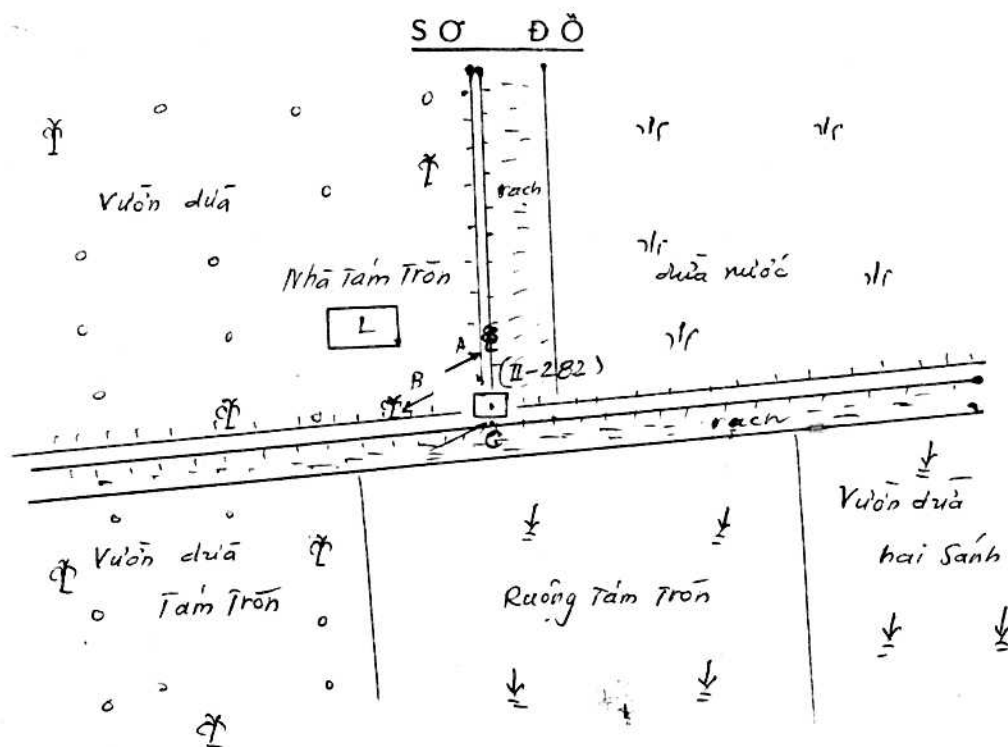 SƠ ĐỒ
Vườn dừa
rạch
Nhà Tám Tròn
L
dừa nước
A
B
(II-282)
G
rạch
Vườn dừa
Tám Tròn
Ruộng Tám Tròn
Vườn dừa
hai Sánh